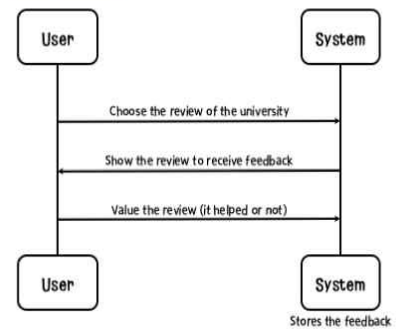 User
System
Choose the review of the university
Show the review to receive feedback
Value the review (it helped or not)
User
System
Stores the feedback